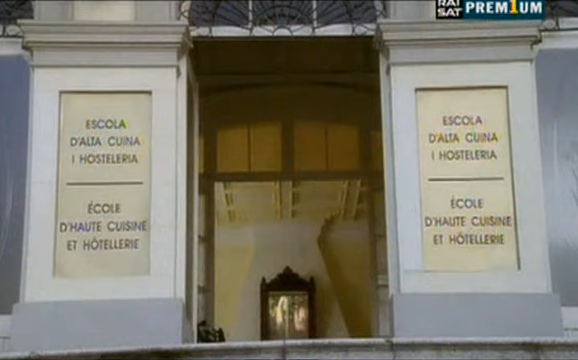 RAI
SAT PREM1UM
ESCOLA
D'ALTA CUINA
I HOSTELERIA
ÉCOLE
D'HAUTE CUISINE
ET HÔTELLERIE
ESCOLA
D'ALTA CUINA
I HOSTELERIA
ÉCOLE
D'HAUTE CUISINE
ET HÔTELLERIE